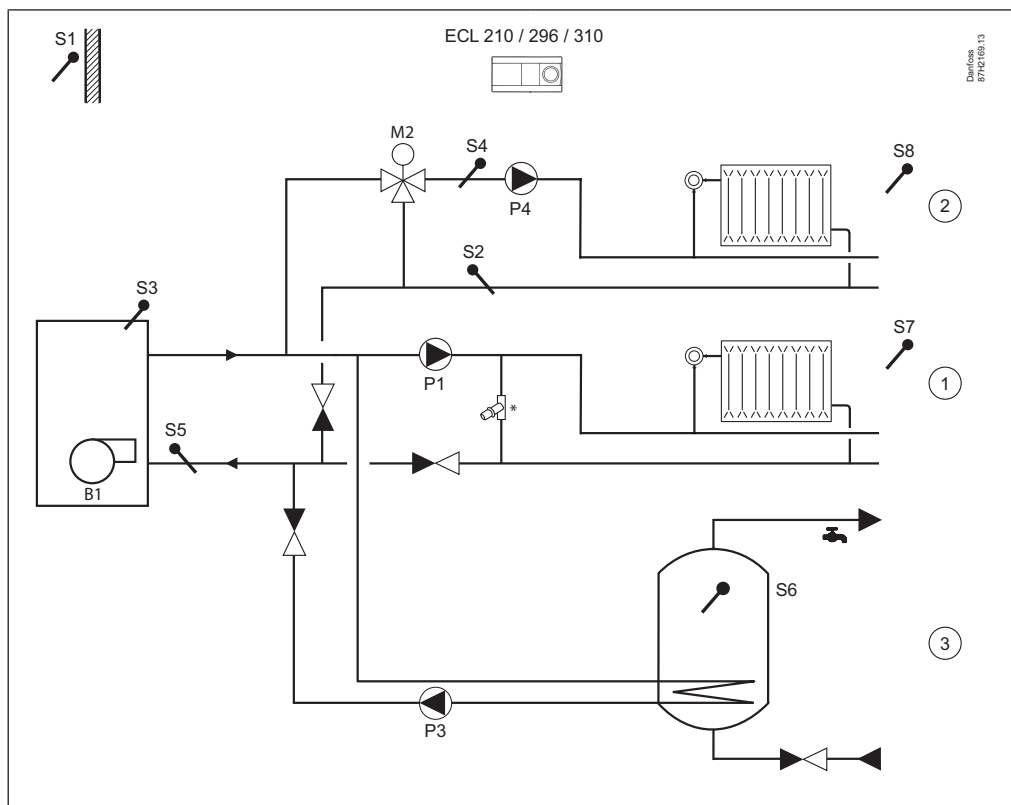 S1
ECL 210 / 296 / 310
Danfoss
87H2169.13
M2
S4
S8
P4
2
S2
S3
S7
P1
1
*
S5
B1
S6
3
P3